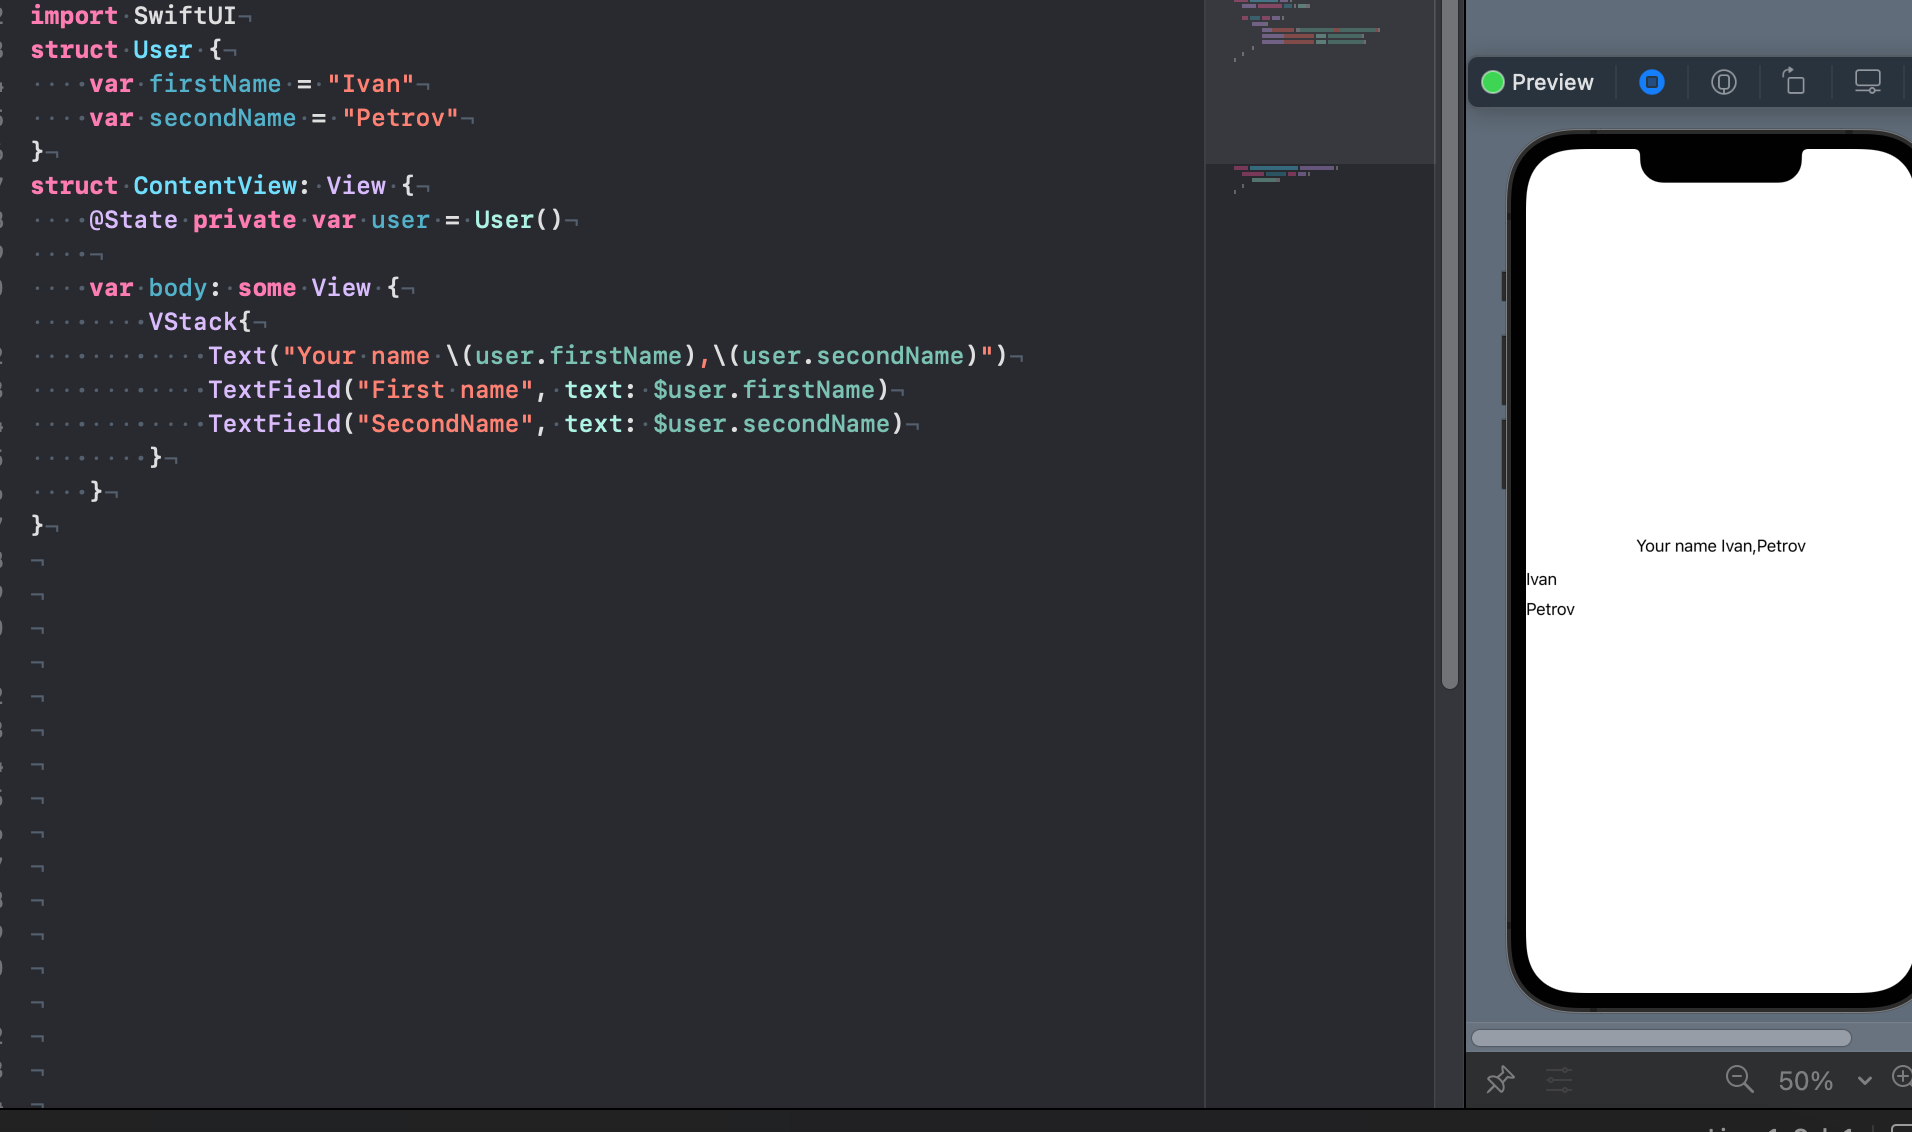 import SwiftUI
struct User {
    var firstName = "Ivan"
    var secondName = "Petrov"
}
struct ContentView: View {
    @State private var user = User()
    var body: some View {
        VStack{
            Text("Your name \(user.firstName),\(user.secondName)")
            TextField("First name", text: $user.firstName)
            TextField("SecondName", text: $user.secondName)
        }
    }
}
Preview
Your name Ivan,Petrov
Ivan
Petrov
50%